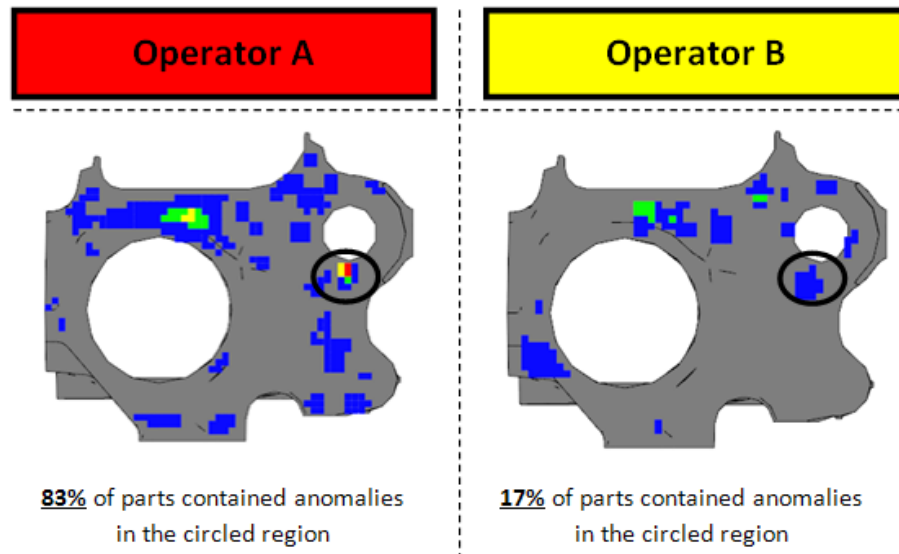 Operator A
Operator B
83% of parts contained anomalies
in the circled region
17% of parts contained anomalies
in the circled region